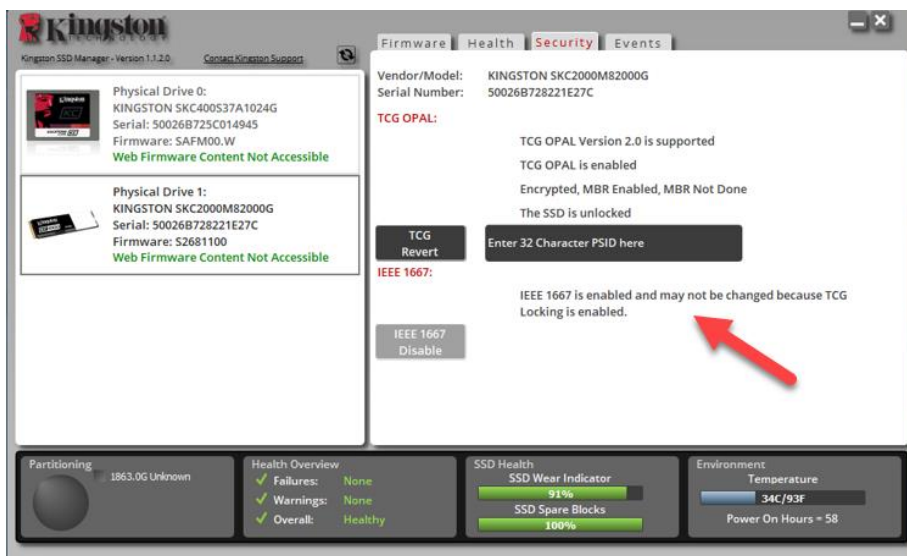 Kingston
TECHNOLOGY
Kingston SSD Manager - Version 1.1.2.0
Contact Kingston Support
Firmware
Health
Security
Events
Physical Drive 0:
KINGSTON SKC400S37A1024G
Serial: 50026B725C014945
Firmware: SAFM00.W
Web Firmware Content Not Accessible
Physical Drive 1:
KINGSTON SKC2000M82000G
Serial: 50026B728221E27C
Firmware: S2681100
Web Firmware Content Not Accessible
Vendor/Model: KINGSTON SKC2000M82000G
Serial Number: 50026B728221E27C
TCG OPAL:
TCG OPAL Version 2.0 is supported
TCG OPAL is enabled
Encrypted, MBR Enabled, MBR Not Done
The SSD is unlocked
TCG
Revert
Enter 32 Character PSID here
IEEE 1667:
IEEE 1667 is enabled and may not be changed because TCG
Locking is enabled.
IEEE 1667
Disable
Partitioning
1863.0G Unknown
Health Overview
Failures: None
Warnings: None
Overall: Healthy
SSD Health
SSD Wear Indicator
91%
SSD Spare Blocks
100%
Environment
Temperature
34C/93F
Power On Hours = 58